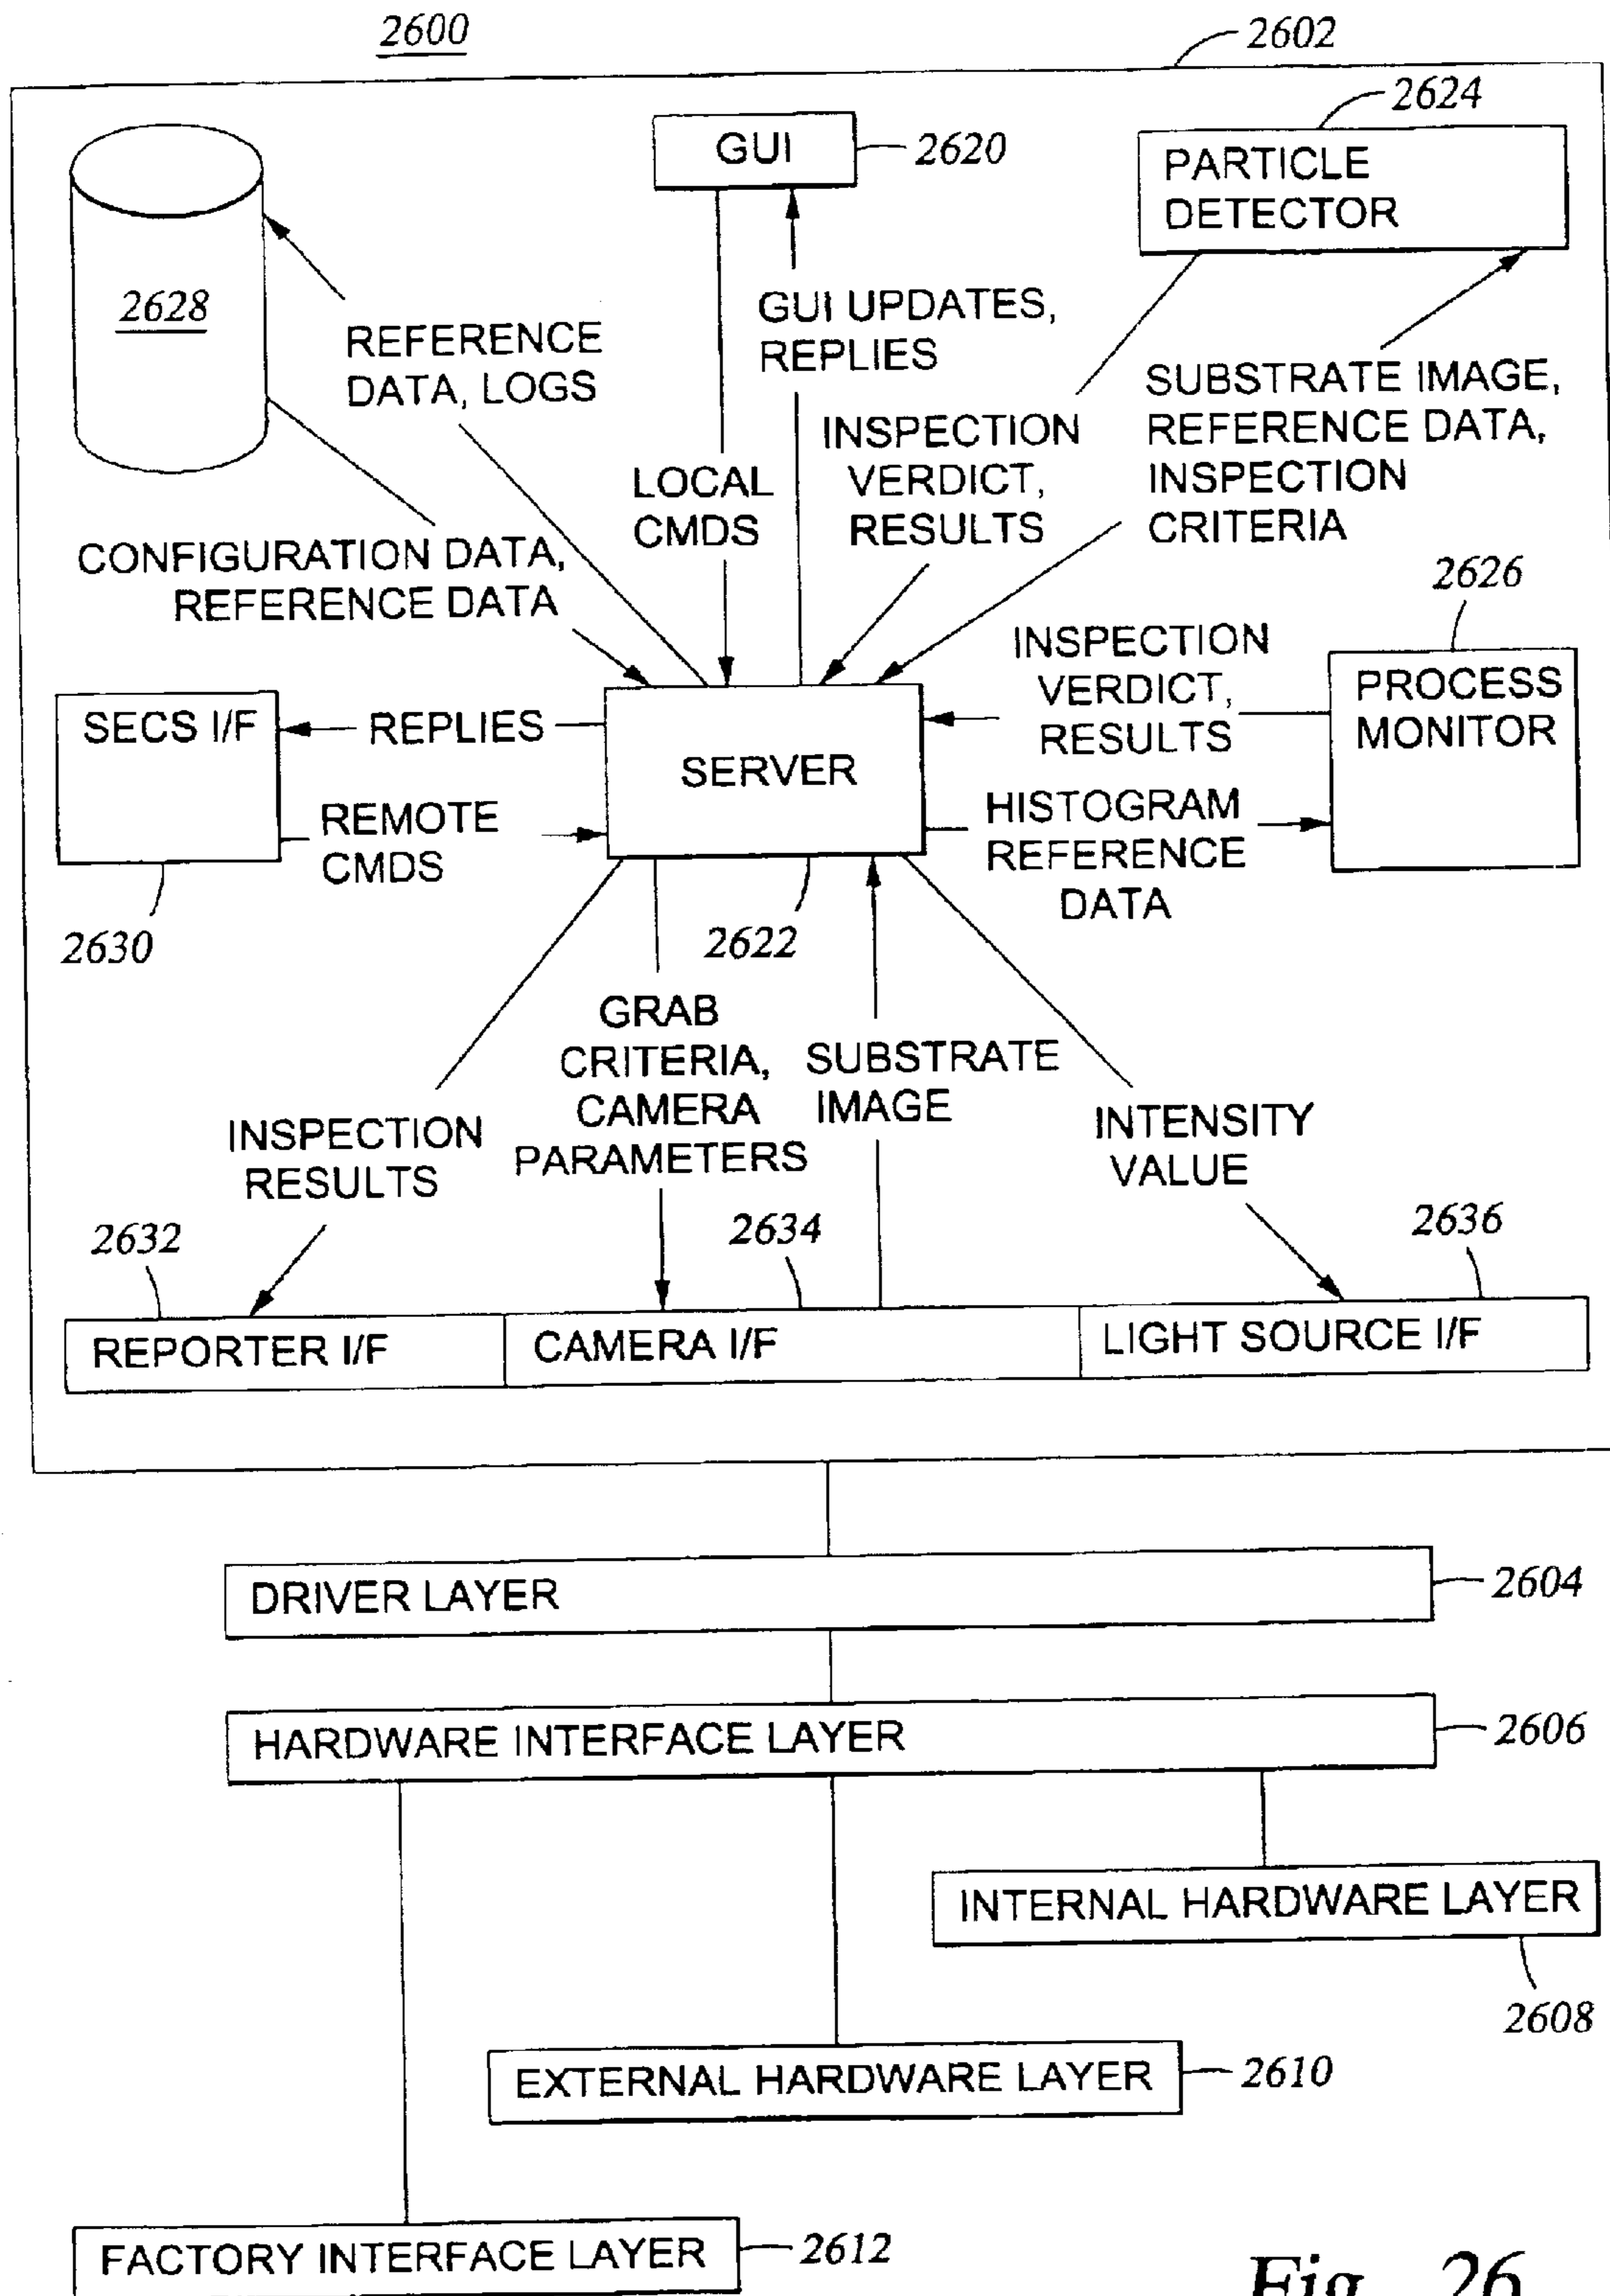 2600
2602
2624
GUI
2620
PARTICLE
DETECTOR
2628
REFERENCE
DATA, LOGS
GUI UPDATES,
REPLIES
LOCAL
CMDS
INSPECTION
VERDICT,
RESULTS
SUBSTRATE IMAGE,
REFERENCE DATA,
INSPECTION
CRITERIA
CONFIGURATION DATA,
REFERENCE DATA
2626
INSPECTION
VERDICT,
RESULTS
PROCESS
MONITOR
SECS I/F
REPLIES
SERVER
REMOTE
CMDS
HISTOGRAM
REFERENCE
DATA
2630
2622
GRAB
CRITERIA,
CAMERA
PARAMETERS
SUBSTRATE
IMAGE
INSPECTION
RESULTS
INTENSITY
VALUE
2632
2634
2636
REPORTER I/F
CAMERA I/F
LIGHT SOURCE I/F
DRIVER LAYER
2604
HARDWARE INTERFACE LAYER
2606
INTERNAL HARDWARE LAYER
2608
EXTERNAL HARDWARE LAYER
2610
FACTORY INTERFACE LAYER
2612
Fig. 26